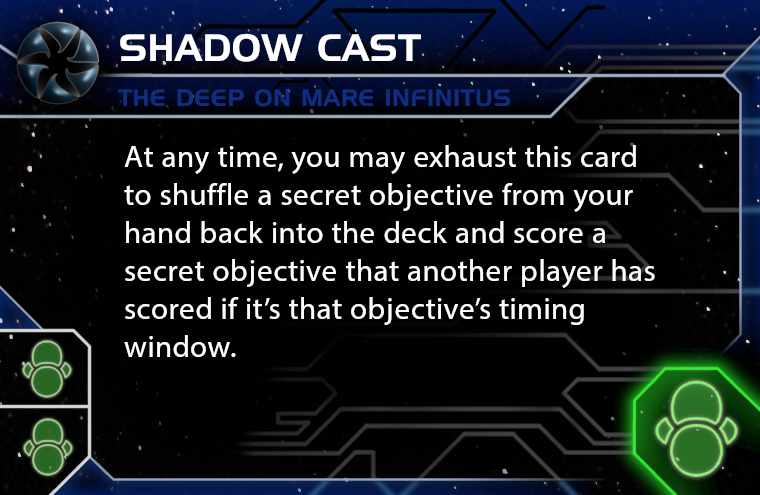 SHADOW CAST
THE DEEP ON MARE INFINITUS
At any time, you may exhaust this card
to shuffle a secret objective from your
hand back into the deck and score a
secret objective that another player has
scored if it’s that objective’s timing
window.